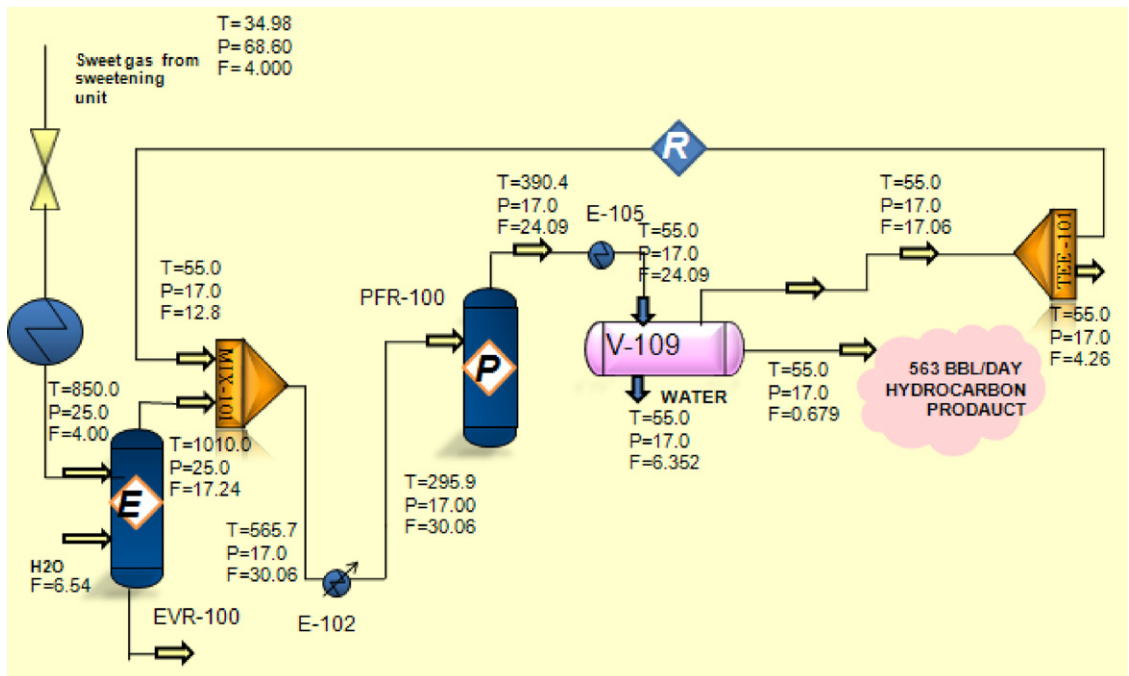 T= 34.98
P= 68.60
F= 4.000
Sweet gas from
sweetening
unit
R
T=390.4
P=17.0
F=24.09
E-105
T=55.0
P=17.0
F=24.09
T=55.0
P=17.0
F=17.06
TEE-101
T=55.0
P=17.0
F=12.8
PFR-100
MIX-101
P
V-109
T=55.0
P=17.0
F=4.26
563 BBL/DAY
HYDROCARBON
PRODAUCT
T=55.0
P=17.0
F=0.679
WATER
T=55.0
P=17.0
F=6.352
T=850.0
P=25.0
F=4.00
T=1010.0
P=25.0
F=17.24
E
T=295.9
P=17.00
F=30.06
T=565.7
P=17.0
F=30.06
H2O
F=6.54
EVR-100
E-102